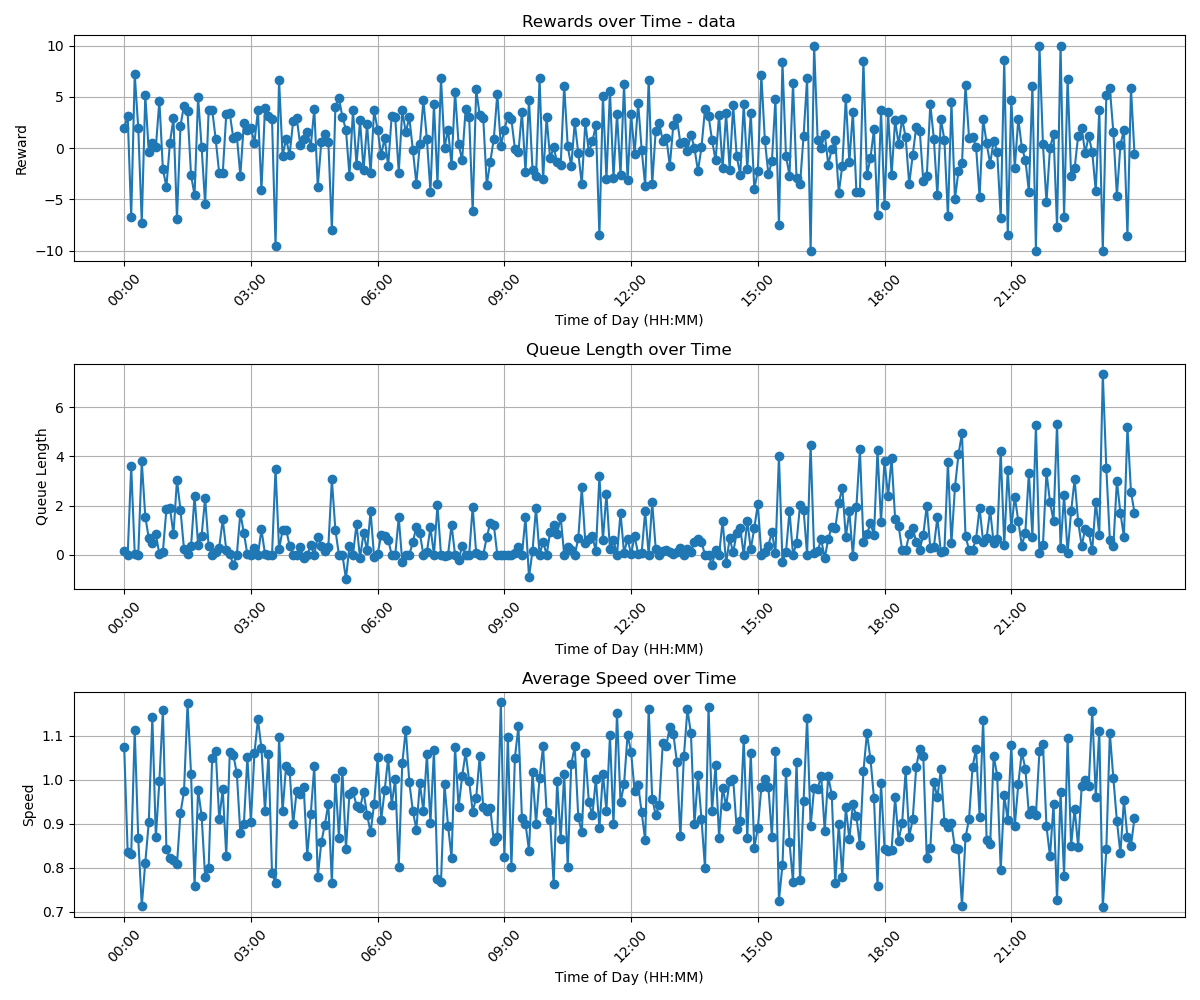 Rewards over Time - data
10
5
0
−5
−10
Reward
00:00 03:00 06:00 09:00 12:00 15:00 18:00 21:00
Time of Day (HH:MM)
Queue Length over Time
6
4
2
0
Queue Length
00:00 03:00 06:00 09:00 12:00 15:00 18:00 21:00
Time of Day (HH:MM)
Average Speed over Time
1.1
1.0
0.9
0.8
0.7
Speed
00:00 03:00 06:00 09:00 12:00 15:00 18:00 21:00
Time of Day (HH:MM)